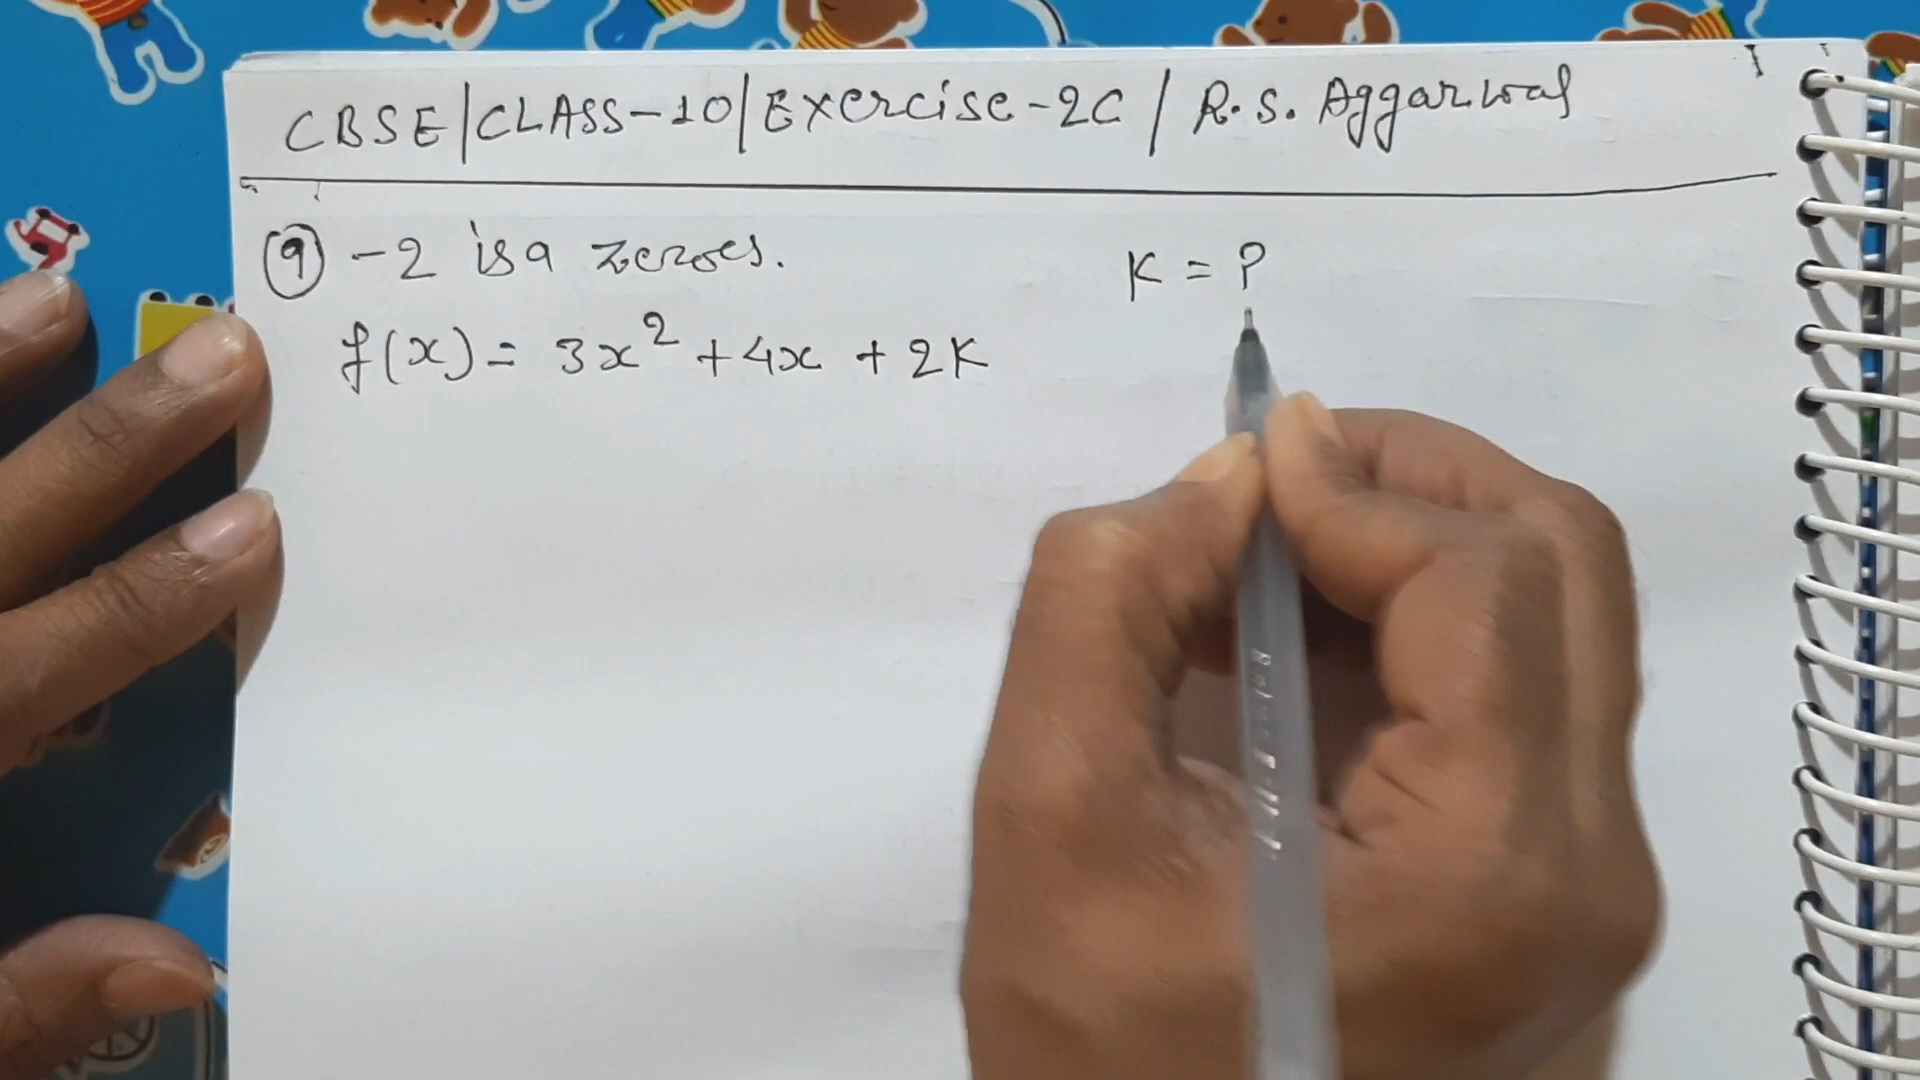 CBSE/CLASS-10/Exercise-2C/R.S. Aggarwal
9 -2 is a zeroes.
K = ?
f(x) = 3x² + 4x + 2K